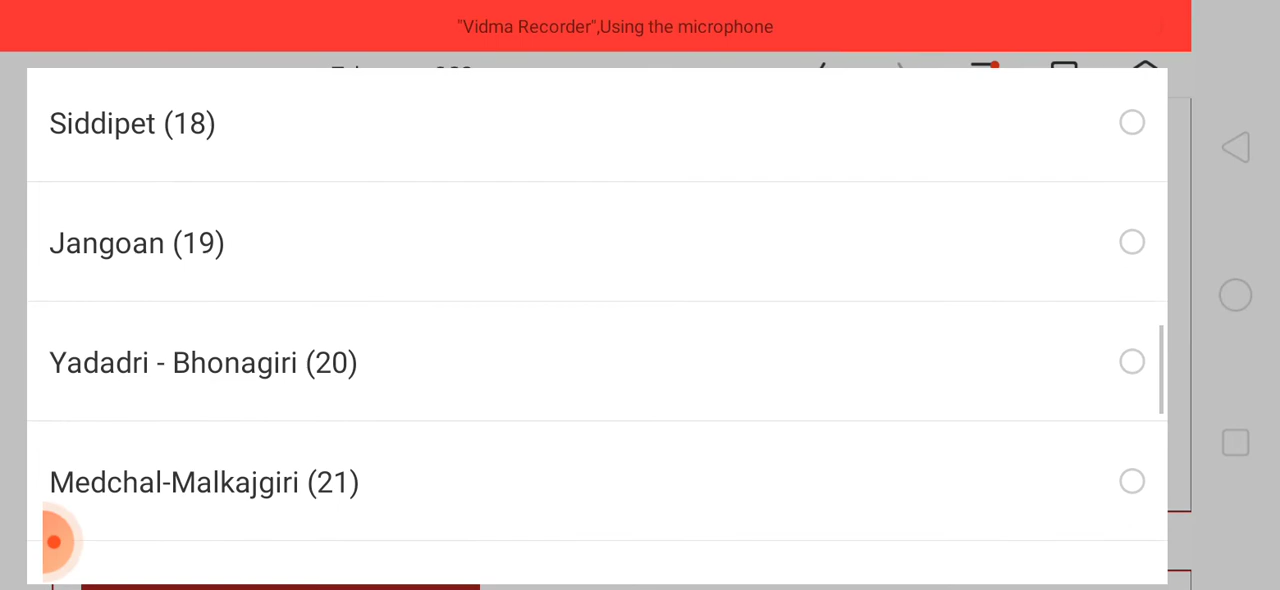 "Vidma Recorder",Using the microphone
Siddipet (18)
Jangoan (19)
Yadadri - Bhonagiri (20)
Medchal-Malkajgiri (21)